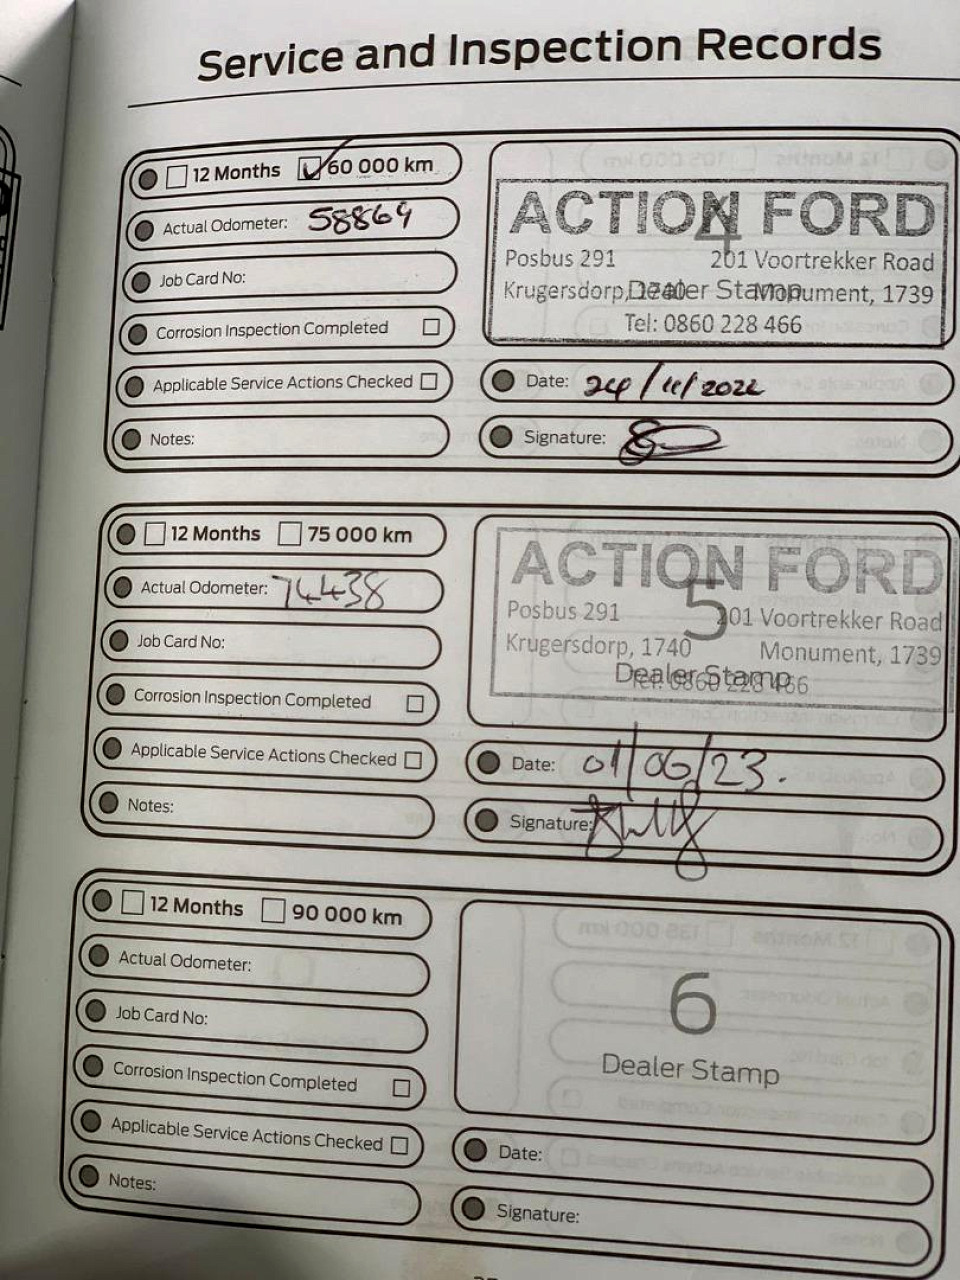 Service and Inspection Records
12 Months 60 000 km
Actual Odometer: 58869
Job Card No:
Corrosion Inspection Completed
Applicable Service Actions Checked
Notes:
ACTION FORD
4
Posbus 291 201 Voortrekker Road
Krugersdorp, 1740 Monument, 1739
Dealer Stamp
Tel: 0860 228 466
Date: 24/11/2022
Signature:
12 Months 75 000 km
Actual Odometer: 74438
Job Card No:
Corrosion Inspection Completed
Applicable Service Actions Checked
Notes:
ACTION FORD
5
Posbus 291 201 Voortrekker Road
Krugersdorp, 1740 Monument, 1739
Dealer Stamp
Tel: 0860 228 466
Date: 01/06/23.
Signature:
12 Months 90 000 km
Actual Odometer:
Job Card No:
Corrosion Inspection Completed
Applicable Service Actions Checked
Notes:
6
Dealer Stamp
Date:
Signature: